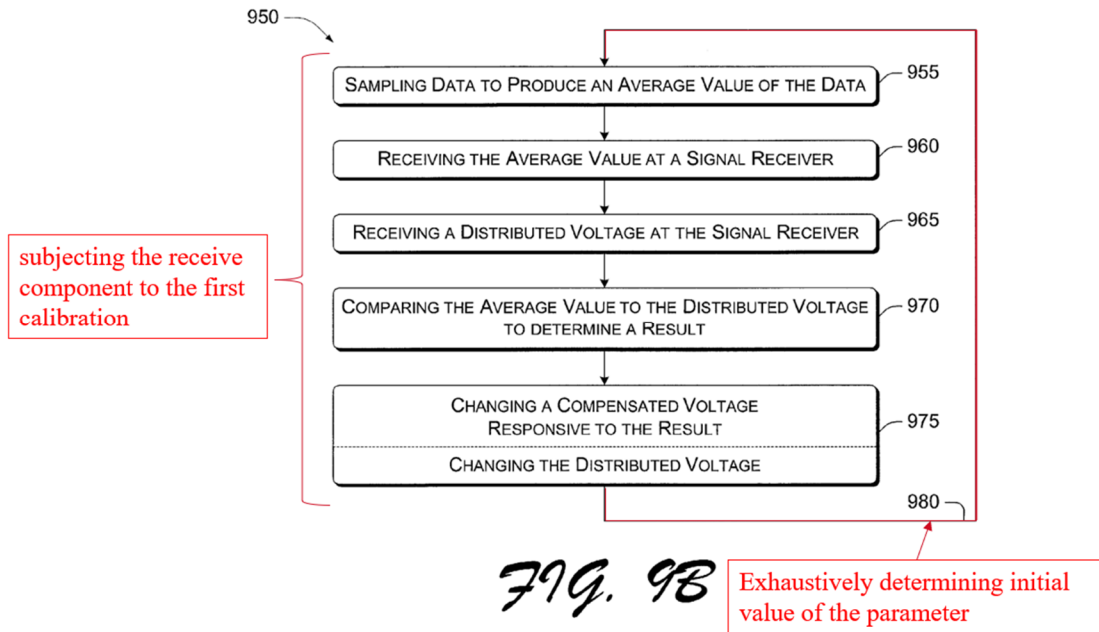 950
SAMPLING DATA TO PRODUCE AN AVERAGE VALUE OF THE DATA
955
RECEIVING THE AVERAGE VALUE AT A SIGNAL RECEIVER
960
RECEIVING A DISTRIBUTED VOLTAGE AT THE SIGNAL RECEIVER
965
subjecting the receive
component to the first
calibration
COMPARING THE AVERAGE VALUE TO THE DISTRIBUTED VOLTAGE
TO DETERMINE A RESULT
970
CHANGING A COMPENSATED VOLTAGE
RESPONSIVE TO THE RESULT
975
CHANGING THE DISTRIBUTED VOLTAGE
980
FIG. 9B
Exhaustively determining initial
value of the parameter